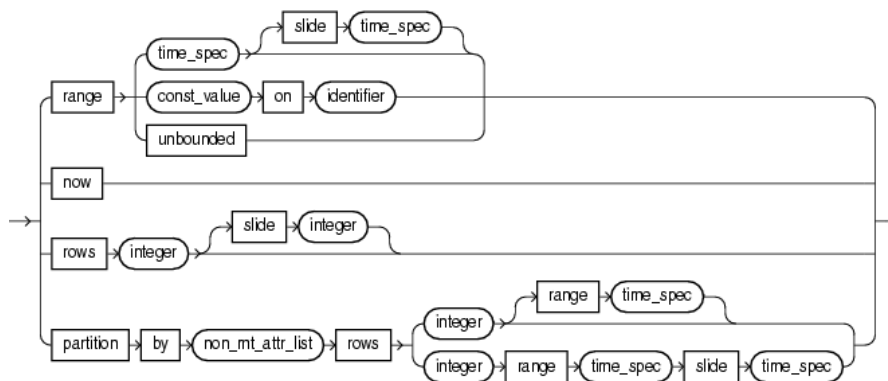 slide time_spec
time_spec
range const_value on identifier
unbounded
now
slide integer
rows integer
range time_spec
integer
partition by non_mt_attr_list rows
integer range time_spec slide time_spec